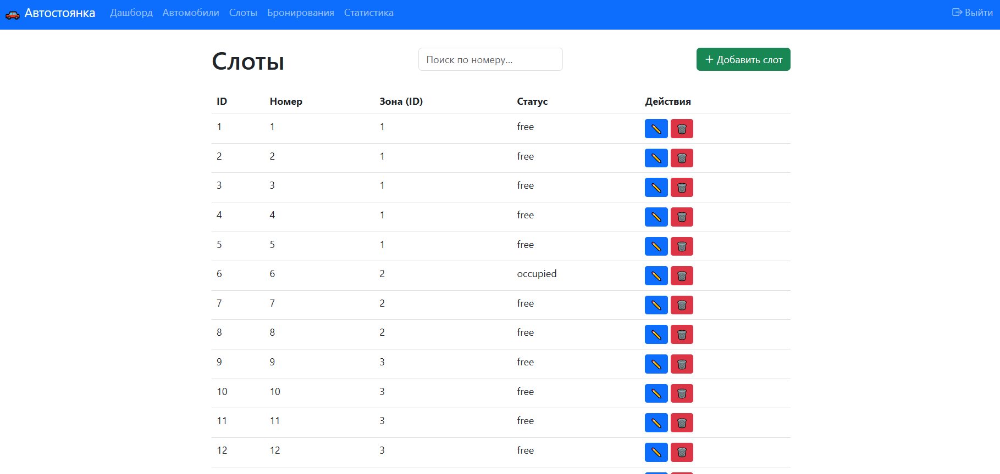 Автостоянка Дашборд Автомобили Слоты Бронирования Статистика Выйти
Слоты Поиск по номеру... + Добавить слот
ID Номер Зона (ID) Статус Действия
1 1 1 free
2 2 1 free
3 3 1 free
4 4 1 free
5 5 1 free
6 6 2 occupied
7 7 2 free
8 8 2 free
9 9 3 free
10 10 3 free
11 11 3 free
12 12 3 free